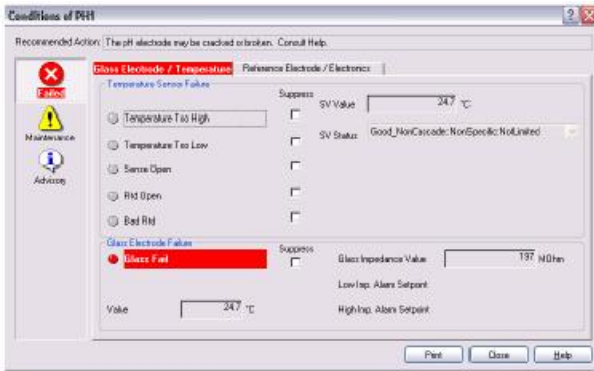 Conditions of PH1
Recommended Action: The pH electrode may be cracked or broken. Consult Help.
Failed
Maintenance
Advisory
Glass Electrode / Temperature
Reference Electrode / Electronics
Temperature Sensor Failure
Suppress
Temperature Too High
Temperature Too Low
Sense Open
Rtd Open
Bad Rtd
SV Value 24.7 °C
SV Status Good_NonCascade::NonSpecific:NotLimited
Glass Electrode Failure
Suppress
Glass Fail
Value 24.7 °C
Glass Impedance Value 197 MOhm
Low Imp. Alarm Setpoint
High Imp. Alarm Setpoint
Print
Close
Help